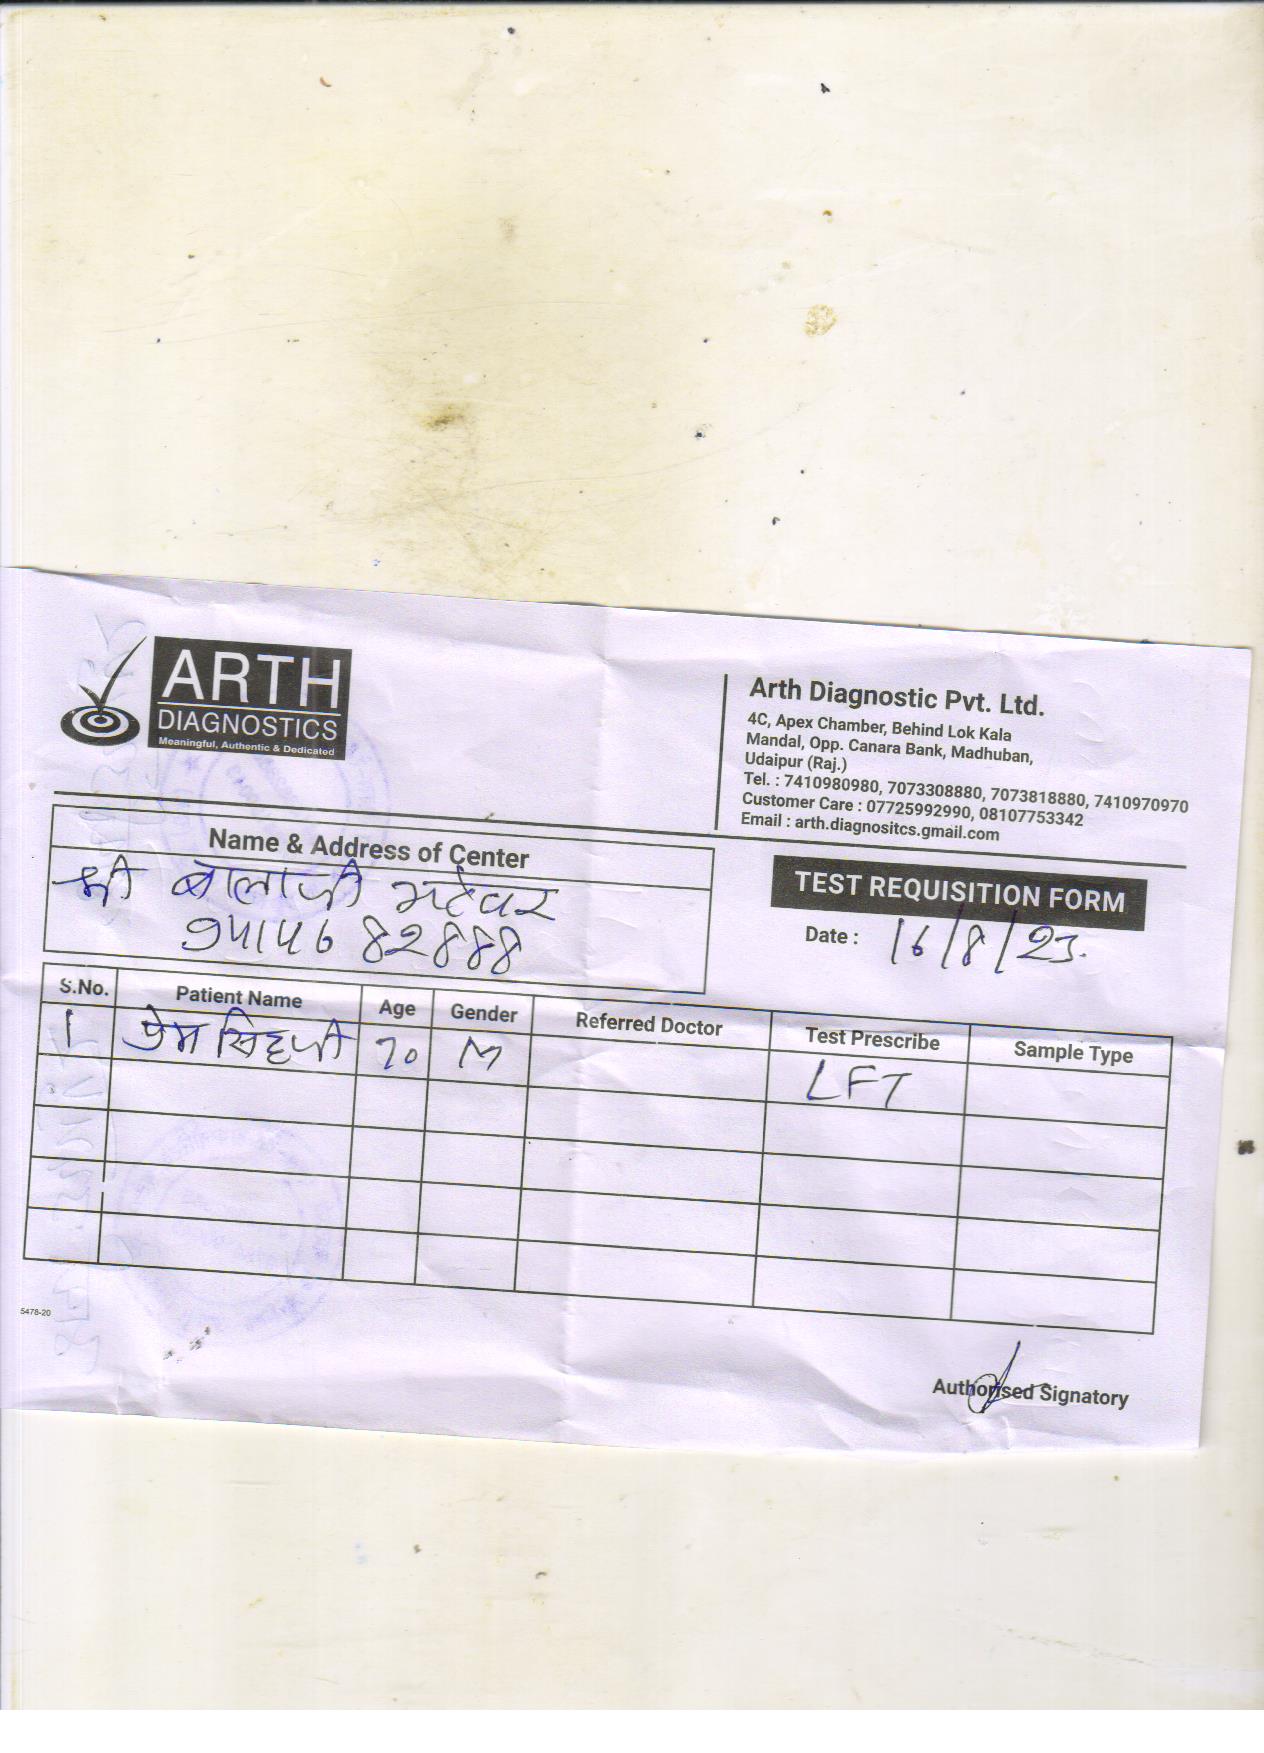 ARTH
DIAGNOSTICS
Meaningful, Authentic & Dedicated
Arth Diagnostic Pvt. Ltd.
4C, Apex Chamber, Behind Lok Kala
Mandal, Opp. Canara Bank, Madhuban,
Udaipur (Raj.)
Tel. : 7410980980, 7073308880, 7073818880, 7410970970
Customer Care : 07725992990, 08107753342
Email : arth.diagnositcs.gmail.com
Name & Address of Center
श्री बालाजी भटेवर
9414682888
TEST REQUISITION FORM
Date : 16/8/23.
S.No. Patient Name Age Gender Referred Doctor Test Prescribe Sample Type
1 प्रेम सिंहजी 70 M LFT
5478-20
Authorised Signatory